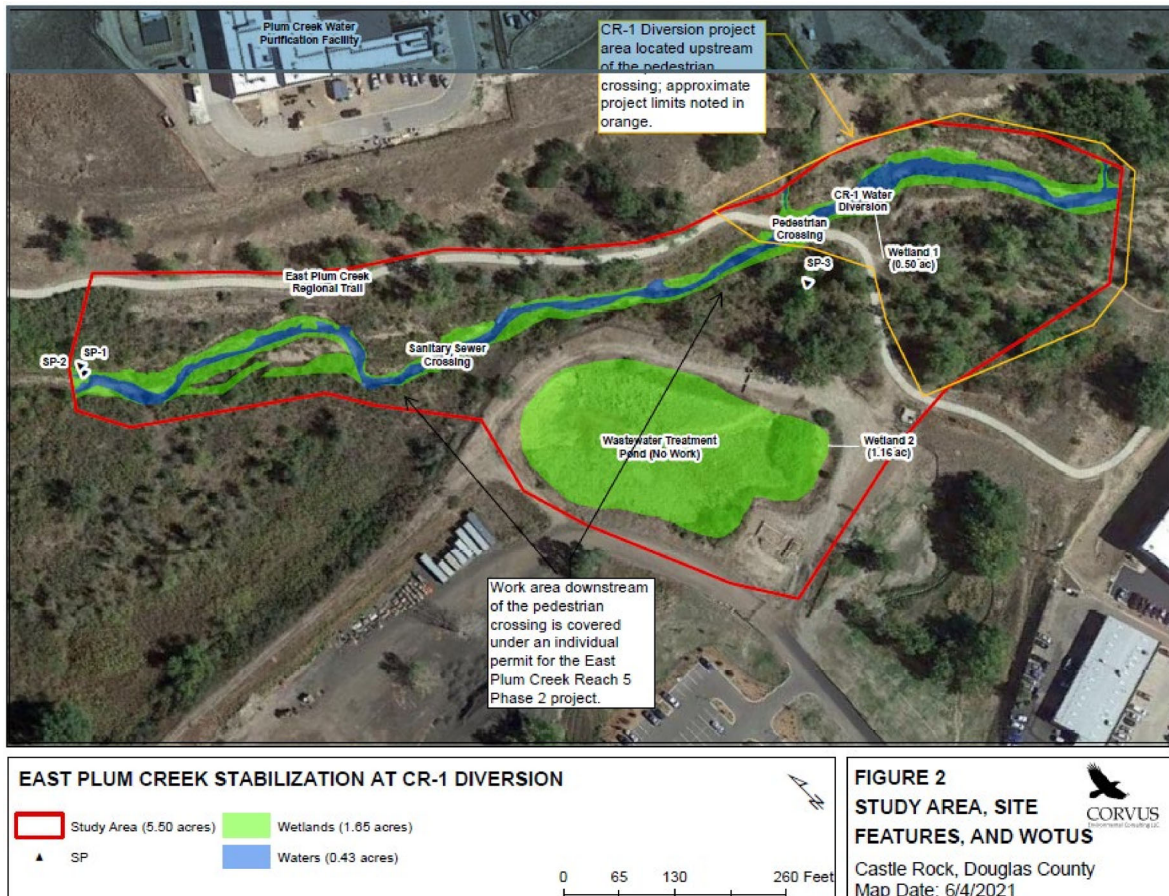 Plum Creek Water
Purification Facility
CR-1 Diversion project
area located upstream
of the pedestrian
crossing; approximate
project limits noted in
orange.
CR-1 Water
Diversion
Pedestrian
Crossing
Wetland 1
(0.50 ac)
SP-3
East Plum Creek
Regional Trail
SP-2
SP-1
Sanitary Sewer
Crossing
Wastewater Treatment
Pond (No Work)
Wetland 2
(1.16 ac)
Work area downstream
of the pedestrian
crossing is covered
under an individual
permit for the East
Plum Creek Reach 5
Phase 2 project.
EAST PLUM CREEK STABILIZATION AT CR-1 DIVERSION
Study Area (5.50 acres)
Wetlands (1.65 acres)
SP
Waters (0.43 acres)
N
0 65 130 260 Feet
FIGURE 2
STUDY AREA, SITE
FEATURES, AND WOTUS
CORVUS
Environmental Consulting LLC
Castle Rock, Douglas County
Map Date: 6/4/2021